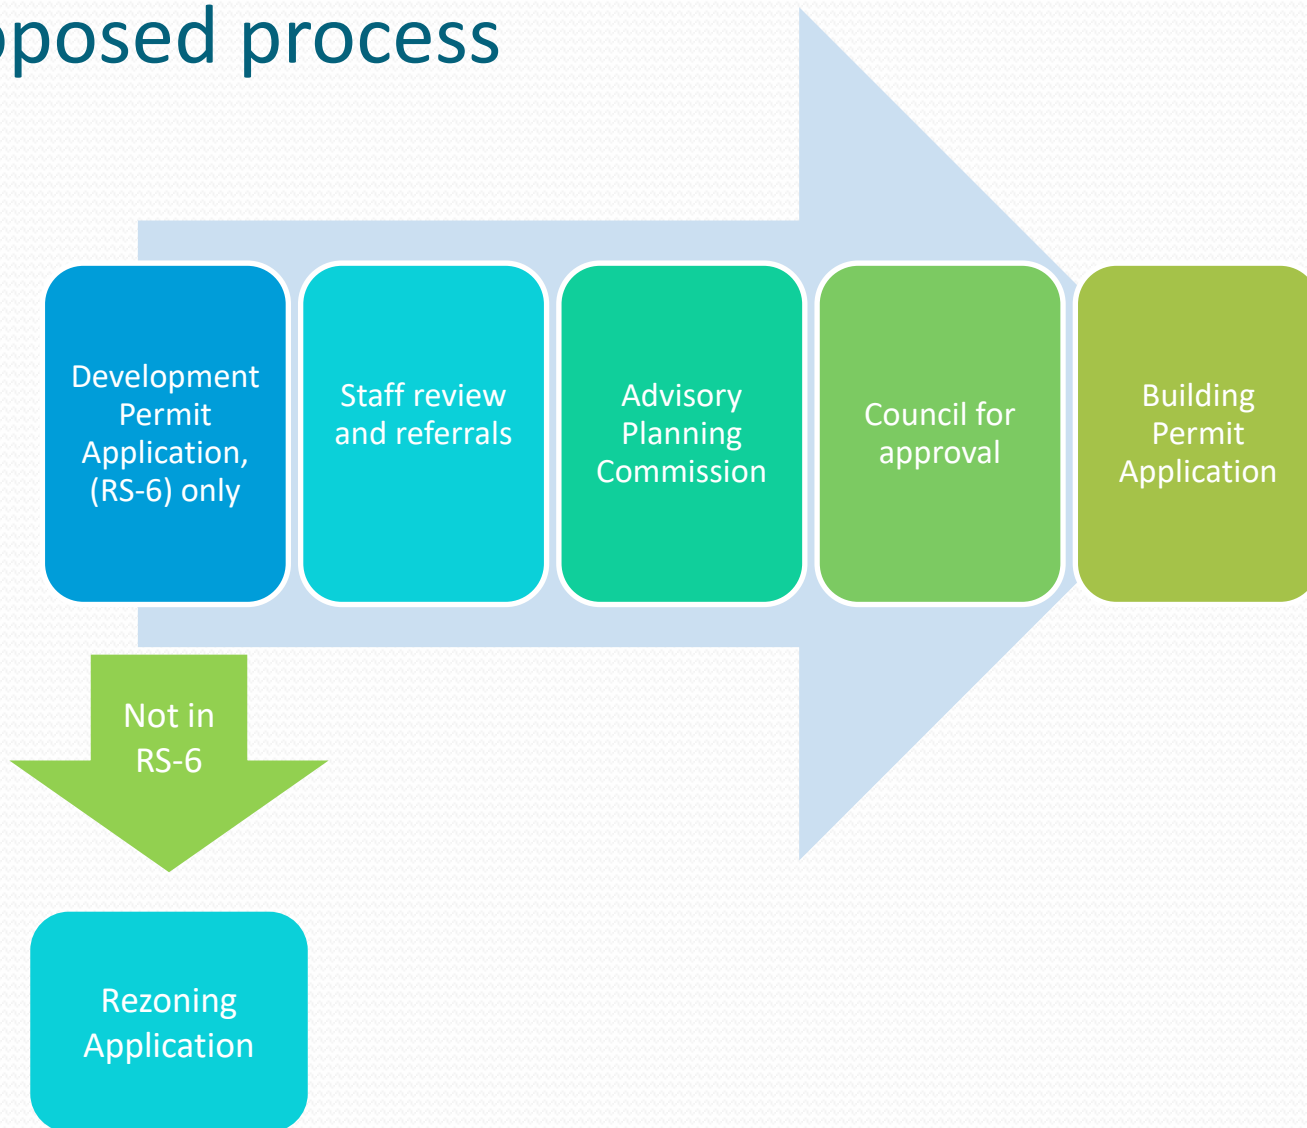 posed process
Development
Permit
Application,
(RS-6) only
Staff review
and referrals
Advisory
Planning
Commission
Council for
approval
Building
Permit
Application
Not in
RS-6
Rezoning
Application